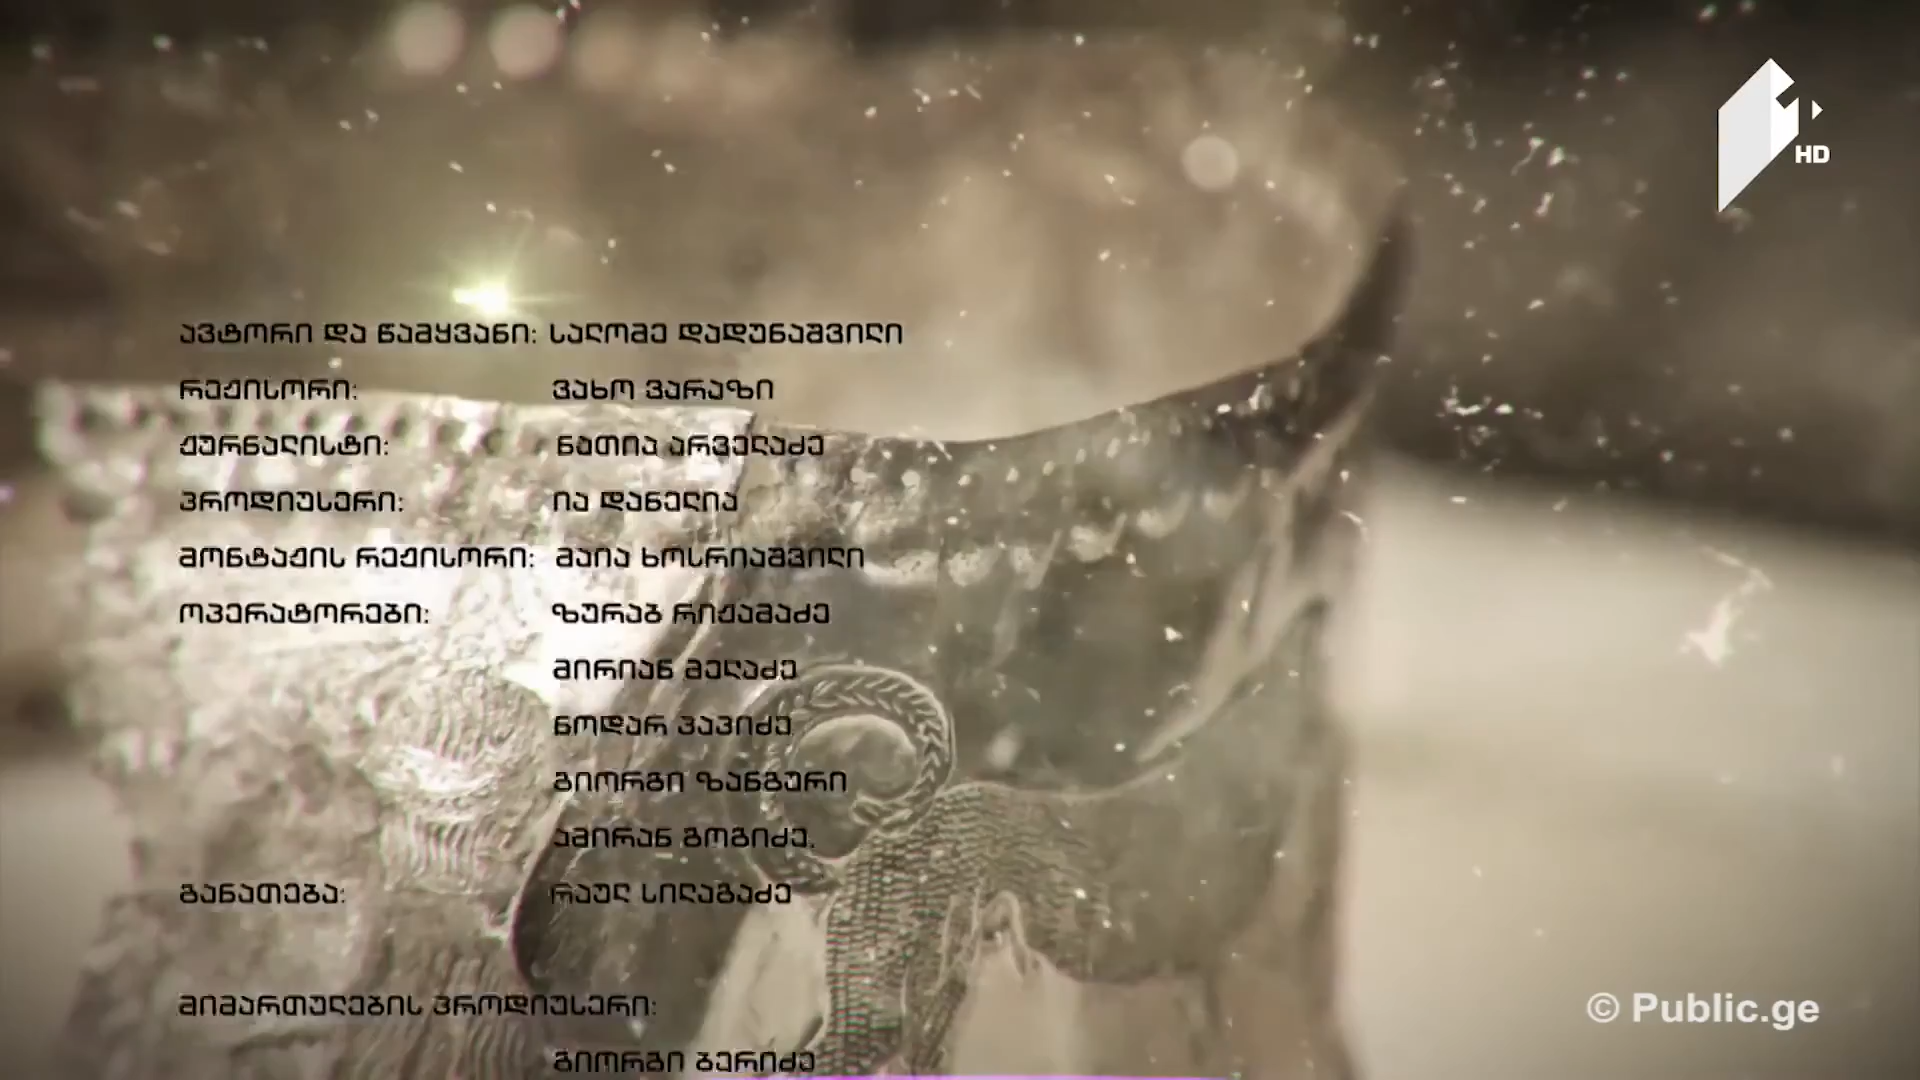 HD
ავტორი და წამყვანი: სალომე დადუნაშვილი
რეჟისორი: ვახო ვარაზი
ჟურნალისტი: ნათია არველაძე
პროდიუსერი: ია დანელია
მონტაჟის რეჟისორი: მაია ხოსრიაშვილი
ოპერატორები: ზურაბ რიჟამაძე
მირიან მელაძე
ნოდარ პაპიძე
გიორგი ზანგური
ამირან გოგიძე.
განათება: რაულ სილაგაძე
მიმართულების პროდიუსერი:
გიორგი ბერიძე
© Public.ge